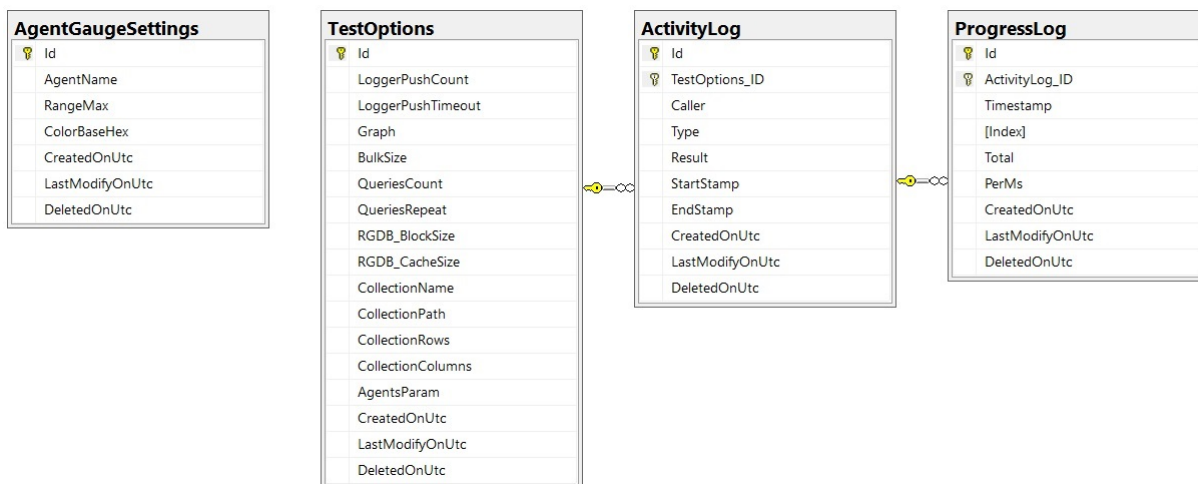 AgentGaugeSettings
Id
AgentName
RangeMax
ColorBaseHex
CreatedOnUtc
LastModifyOnUtc
DeletedOnUtc
TestOptions
Id
LoggerPushCount
LoggerPushTimeout
Graph
BulkSize
QueriesCount
QueriesRepeat
RGDB_BlockSize
RGDB_CacheSize
CollectionName
CollectionPath
CollectionRows
CollectionColumns
AgentsParam
CreatedOnUtc
LastModifyOnUtc
DeletedOnUtc
ActivityLog
Id
TestOptions_ID
Caller
Type
Result
StartStamp
EndStamp
CreatedOnUtc
LastModifyOnUtc
DeletedOnUtc
ProgressLog
Id
ActivityLog_ID
Timestamp
[Index]
Total
PerMs
CreatedOnUtc
LastModifyOnUtc
DeletedOnUtc